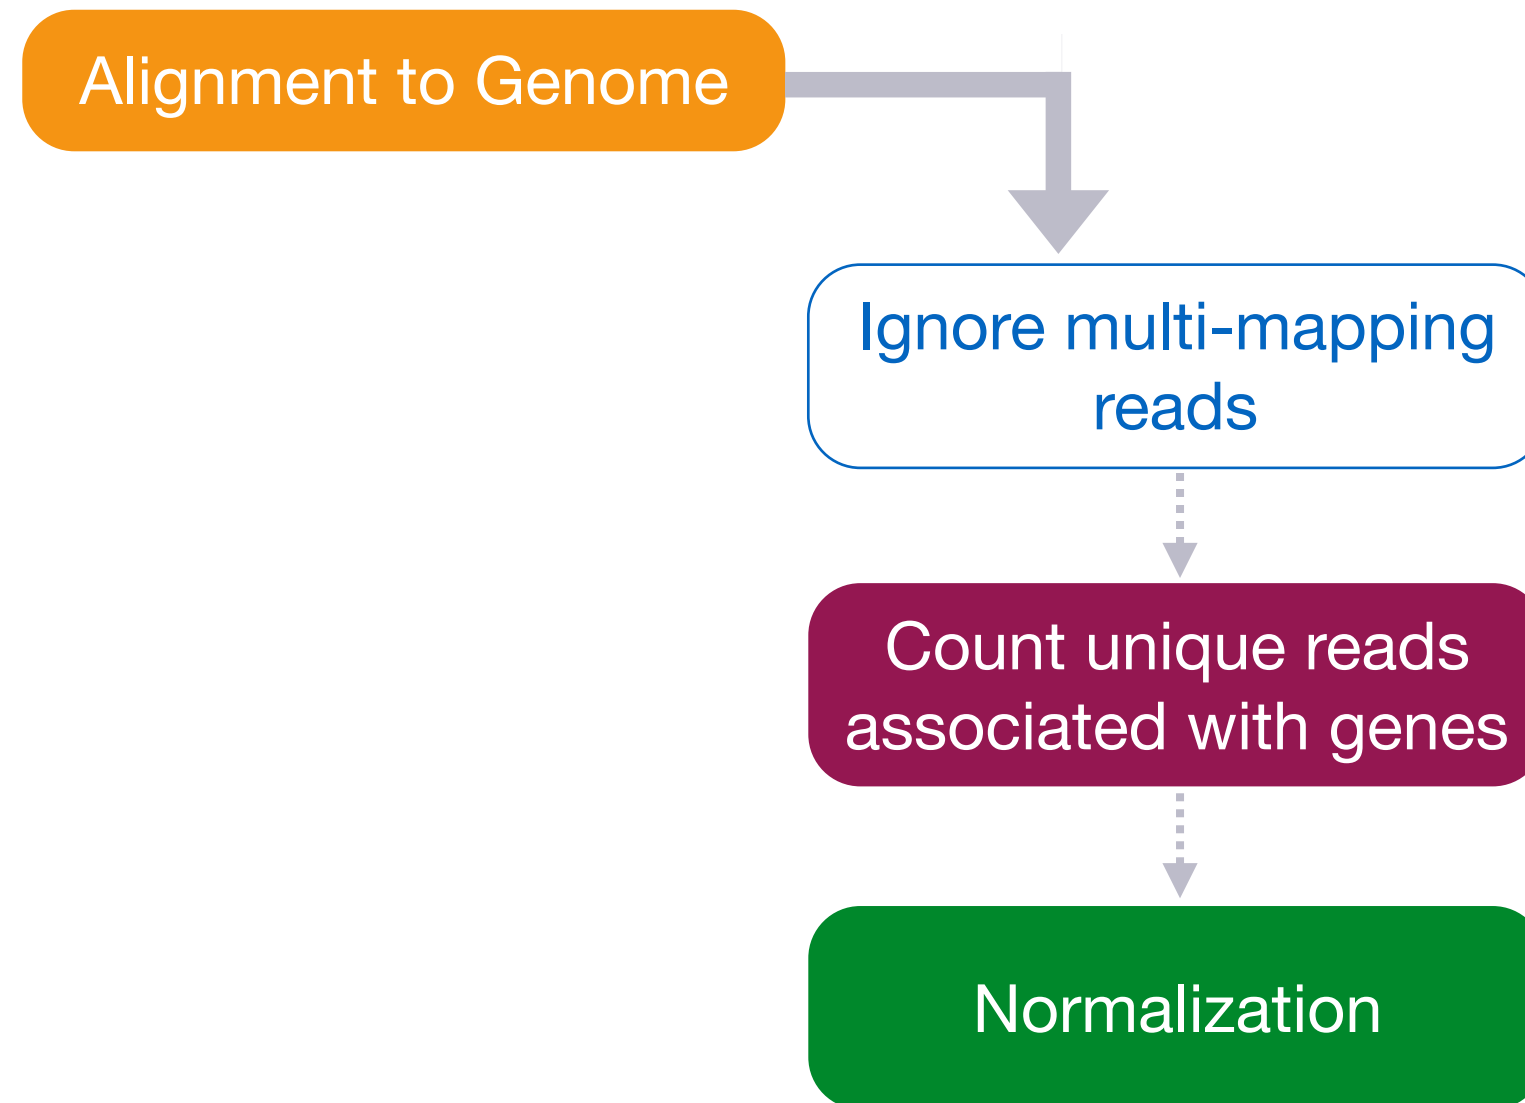 Alignment to Genome
Ignore multi-mapping
reads
Count unique reads
associated with genes
Normalization